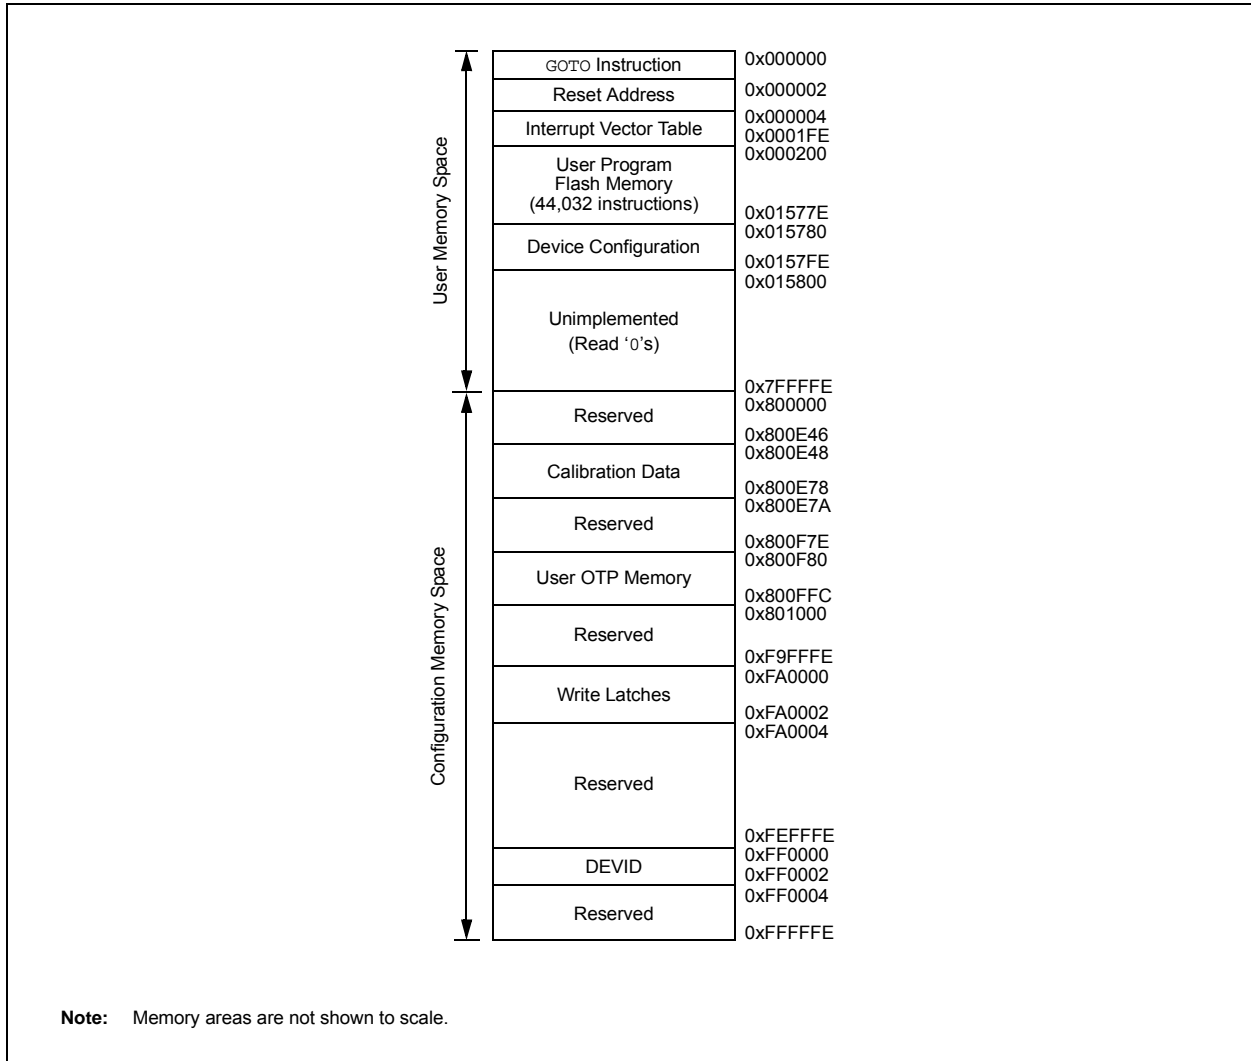 GOTO Instruction
0x000000
Reset Address
0x000002
Interrupt Vector Table
0x000004
0x0001FE
User Program
Flash Memory
(44,032 instructions)
0x000200
0x01577E
Device Configuration
0x015780
0x0157FE
Unimplemented
(Read ‘0’s)
0x015800
0x7FFFFE
User Memory Space
Reserved
0x800000
0x800E46
Calibration Data
0x800E48
0x800E78
Reserved
0x800E7A
0x800F7E
User OTP Memory
0x800F80
0x800FFC
Reserved
0x801000
0xF9FFFE
Write Latches
0xFA0000
0xFA0002
Reserved
0xFA0004
0xFEFFFE
DEVID
0xFF0000
0xFF0002
Reserved
0xFF0004
0xFFFFFE
Configuration Memory Space
Note: Memory areas are not shown to scale.